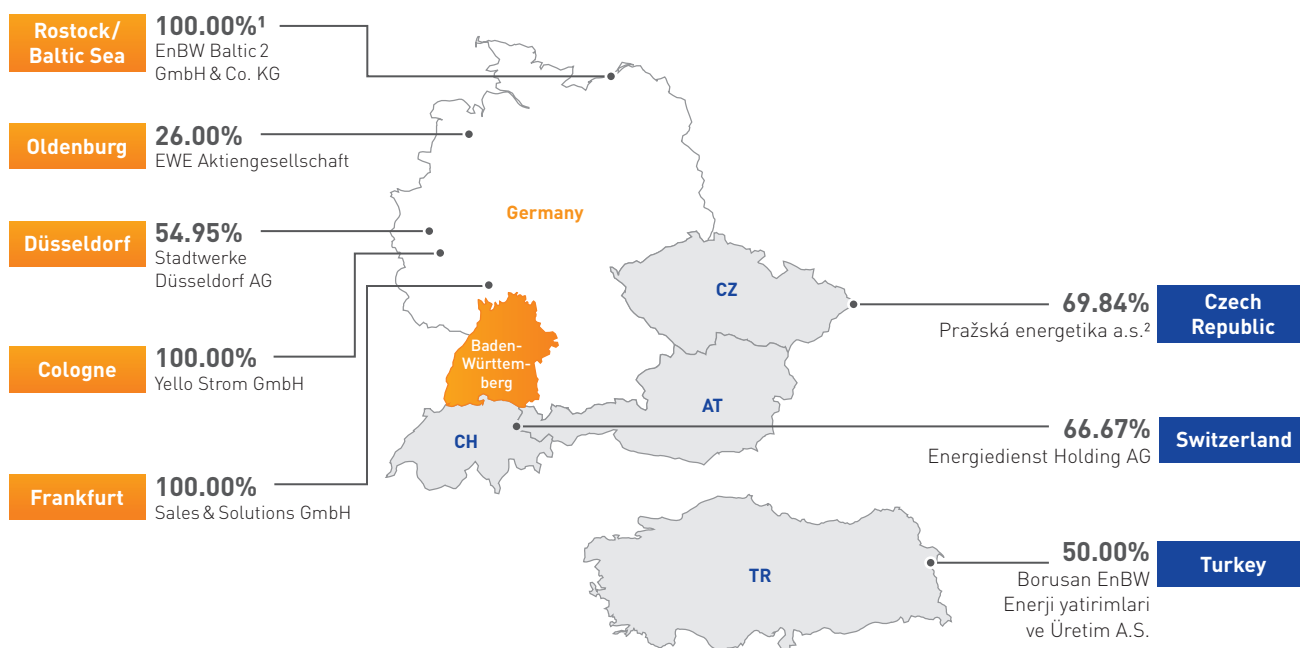 Rostock/
Baltic Sea
100.00%¹
EnBW Baltic 2
GmbH & Co. KG
Oldenburg
26.00%
EWE Aktiengesellschaft
Düsseldorf
54.95%
Stadtwerke
Düsseldorf AG
Cologne
100.00%
Yello Strom GmbH
Frankfurt
100.00%
Sales & Solutions GmbH
Germany
Baden-
Württem-
berg
CZ
AT
CH
TR
69.84%
Pražská energetika a.s.²
Czech
Republic
66.67%
Energiedienst Holding AG
Switzerland
50.00%
Borusan EnBW
Enerji yatirimlari
ve Üretim A.S.
Turkey